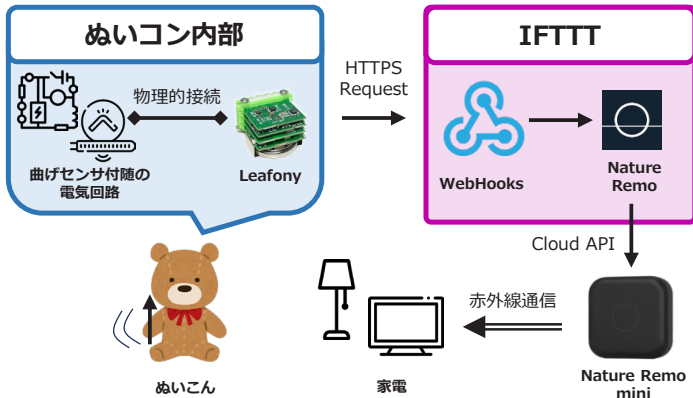 ぬいコン内部
IFTTT
物理的接続
HTTPS
Request
曲げセンサ付随の
電気回路
Leafony
WebHooks
Nature
Remo
Cloud API
赤外線通信
ぬいこん
家電
Nature Remo
mini